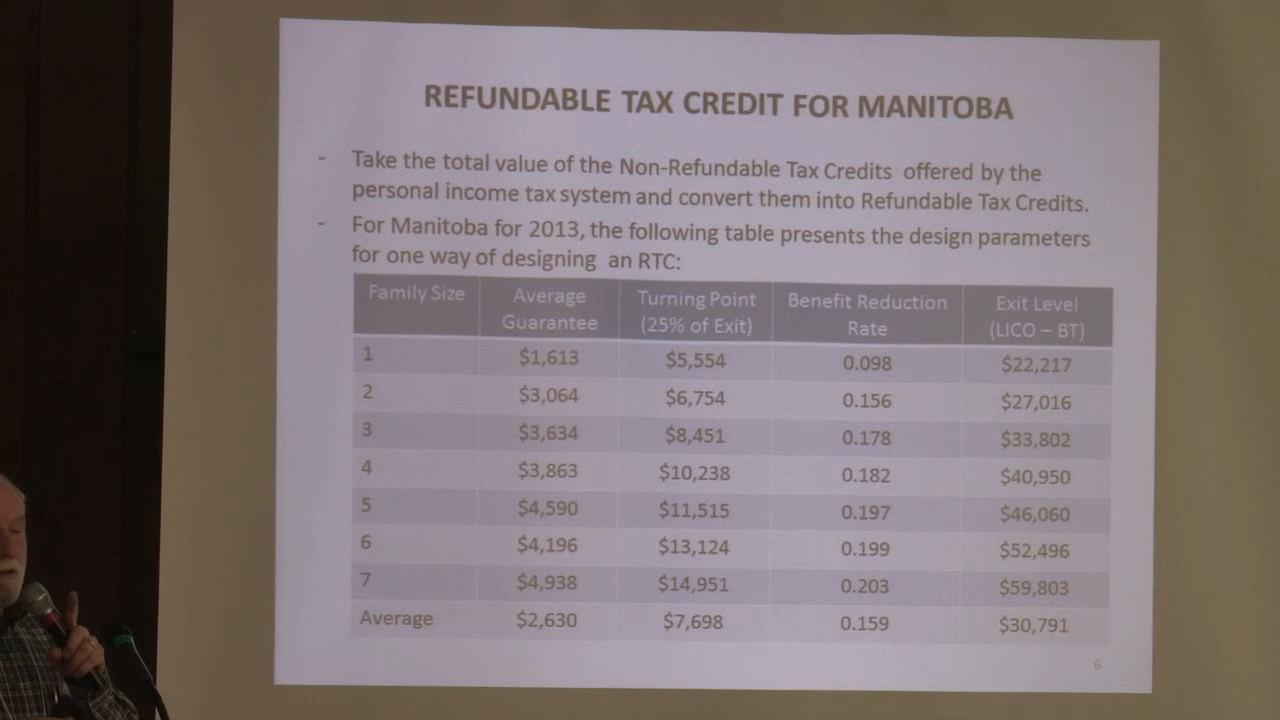 REFUNDABLE TAX CREDIT FOR MANITOBA
- Take the total value of the Non-Refundable Tax Credits offered by the
personal income tax system and convert them into Refundable Tax Credits.
- For Manitoba for 2013, the following table presents the design parameters
for one way of designing an RTC:
Family Size Average Guarantee Turning Point (25% of Exit) Benefit Reduction Rate Exit Level (LICO – BT)
1 $1,613 $5,554 0.098 $22,217
2 $3,064 $6,754 0.156 $27,016
3 $3,634 $8,451 0.178 $33,802
4 $3,863 $10,238 0.182 $40,950
5 $4,590 $11,515 0.197 $46,060
6 $4,196 $13,124 0.199 $52,496
7 $4,938 $14,951 0.203 $59,803
Average $2,630 $7,698 0.159 $30,791
6